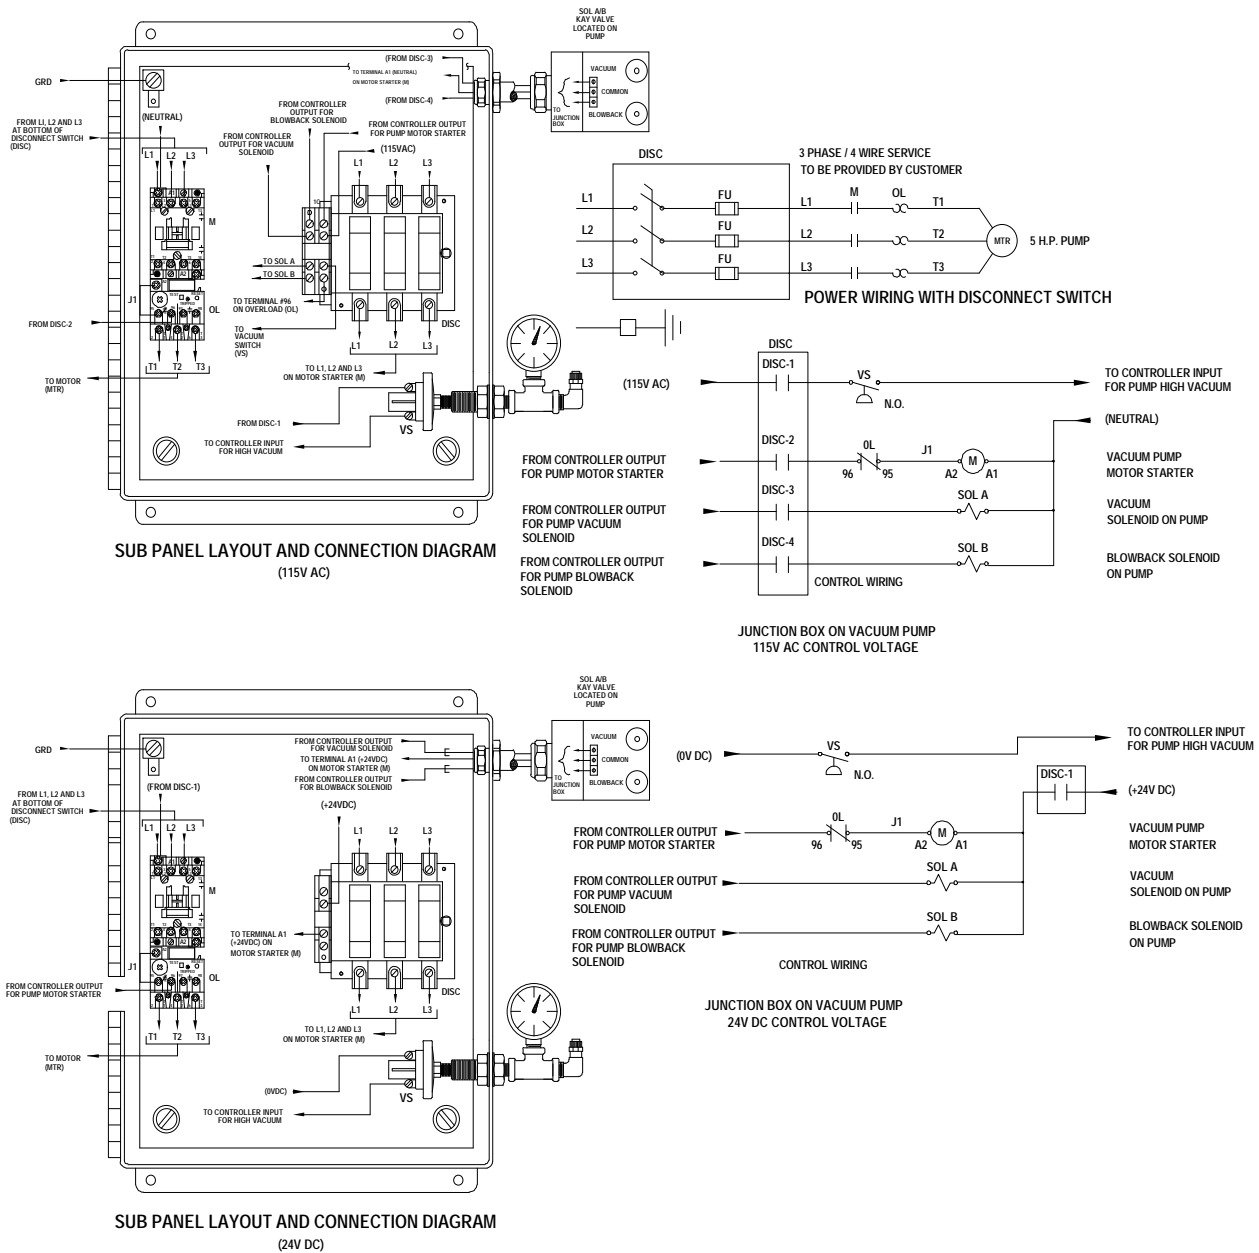 SOL A/B
KAY VALVE
LOCATED ON
PUMP
(FROM DISC-3)
TO TERMINAL A1 (NEUTRAL)
ON MOTOR STARTER (M)
(FROM DISC-4)
VACUUM
COMMON
TO
JUNCTION
BOX
BLOWBACK
GRD
(NEUTRAL)
FROM LI, L2 AND L3
AT BOTTOM OF
DISCONNECT SWITCH
(DISC)
L1 L2 L3
FROM CONTROLLER
OUTPUT FOR
BLOWBACK SOLENOID
FROM CONTROLLER
OUTPUT FOR VACUUM
SOLENOID
FROM CONTROLLER OUTPUT
FOR PUMP MOTOR STARTER
(115VAC)
L1 L2 L3
A1
M
A2
TO SOL A
TO SOL B
TO TERMINAL #96
ON OVERLOAD (OL)
J1
OL
DISC
FROM DISC-2
TO
VACUUM
SWITCH
(VS)
T1 T2 T3
L1 L2 L3
TO L1, L2 AND L3
ON MOTOR STARTER (M)
TO MOTOR
(MTR)
FROM DISC-1
TO CONTROLLER INPUT
FOR HIGH VACUUM
VS
SUB PANEL LAYOUT AND CONNECTION DIAGRAM
(115V AC)
DISC
3 PHASE / 4 WIRE SERVICE
TO BE PROVIDED BY CUSTOMER
L1 FU L1 M OL T1
L2 FU L2 T2
MTR
5 H.P. PUMP
L3 FU L3 T3
POWER WIRING WITH DISCONNECT SWITCH
DISC
DISC-1
(115V AC)
VS
N.O.
TO CONTROLLER INPUT
FOR PUMP HIGH VACUUM
(NEUTRAL)
DISC-2
FROM CONTROLLER OUTPUT
FOR PUMP MOTOR STARTER
0L
96 95
J1
M
A2 A1
VACUUM PUMP
MOTOR STARTER
DISC-3
FROM CONTROLLER OUTPUT
FOR PUMP VACUUM
SOLENOID
SOL A
VACUUM
SOLENOID ON PUMP
DISC-4
FROM CONTROLLER OUTPUT
FOR PUMP BLOWBACK
SOLENOID
SOL B
BLOWBACK SOLENOID
ON PUMP
CONTROL WIRING
JUNCTION BOX ON VACUUM PUMP
115V AC CONTROL VOLTAGE
SOL A/B
KAY VALVE
LOCATED ON
PUMP
FROM CONTROLLER OUTPUT
FOR VACUUM SOLENOID
TO TERMINAL A1 (+24VDC)
ON MOTOR STARTER (M)
FROM CONTROLLER OUTPUT
FOR BLOWBACK SOLENOID
VACUUM
COMMON
TO
JUNCTION
BOX
BLOWBACK
GRD
(FROM DISC-1)
FROM L1, L2 AND L3
AT BOTTOM OF
DISCONNECT SWITCH
(DISC)
L1 L2 L3
(+24VDC)
L1 L2 L3
A1
M
A2
TO TERMINAL A1
(+24VDC) ON
MOTOR STARTER (M)
J1
OL
DISC
FROM CONTROLLER OUTPUT
FOR PUMP MOTOR STARTER
T1 T2 T3
L1 L2 L3
TO L1, L2 AND L3
ON MOTOR STARTER (M)
TO MOTOR
(MTR)
(0VDC)
TO CONTROLLER INPUT
FOR HIGH VACUUM
VS
SUB PANEL LAYOUT AND CONNECTION DIAGRAM
(24V DC)
(0V DC)
VS
N.O.
TO CONTROLLER INPUT
FOR PUMP HIGH VACUUM
DISC-1
(+24V DC)
FROM CONTROLLER OUTPUT
FOR PUMP MOTOR STARTER
0L
96 95
J1
M
A2 A1
VACUUM PUMP
MOTOR STARTER
FROM CONTROLLER OUTPUT
FOR PUMP VACUUM
SOLENOID
SOL A
VACUUM
SOLENOID ON PUMP
FROM CONTROLLER OUTPUT
FOR PUMP BLOWBACK
SOLENOID
SOL B
BLOWBACK SOLENOID
ON PUMP
CONTROL WIRING
JUNCTION BOX ON VACUUM PUMP
24V DC CONTROL VOLTAGE